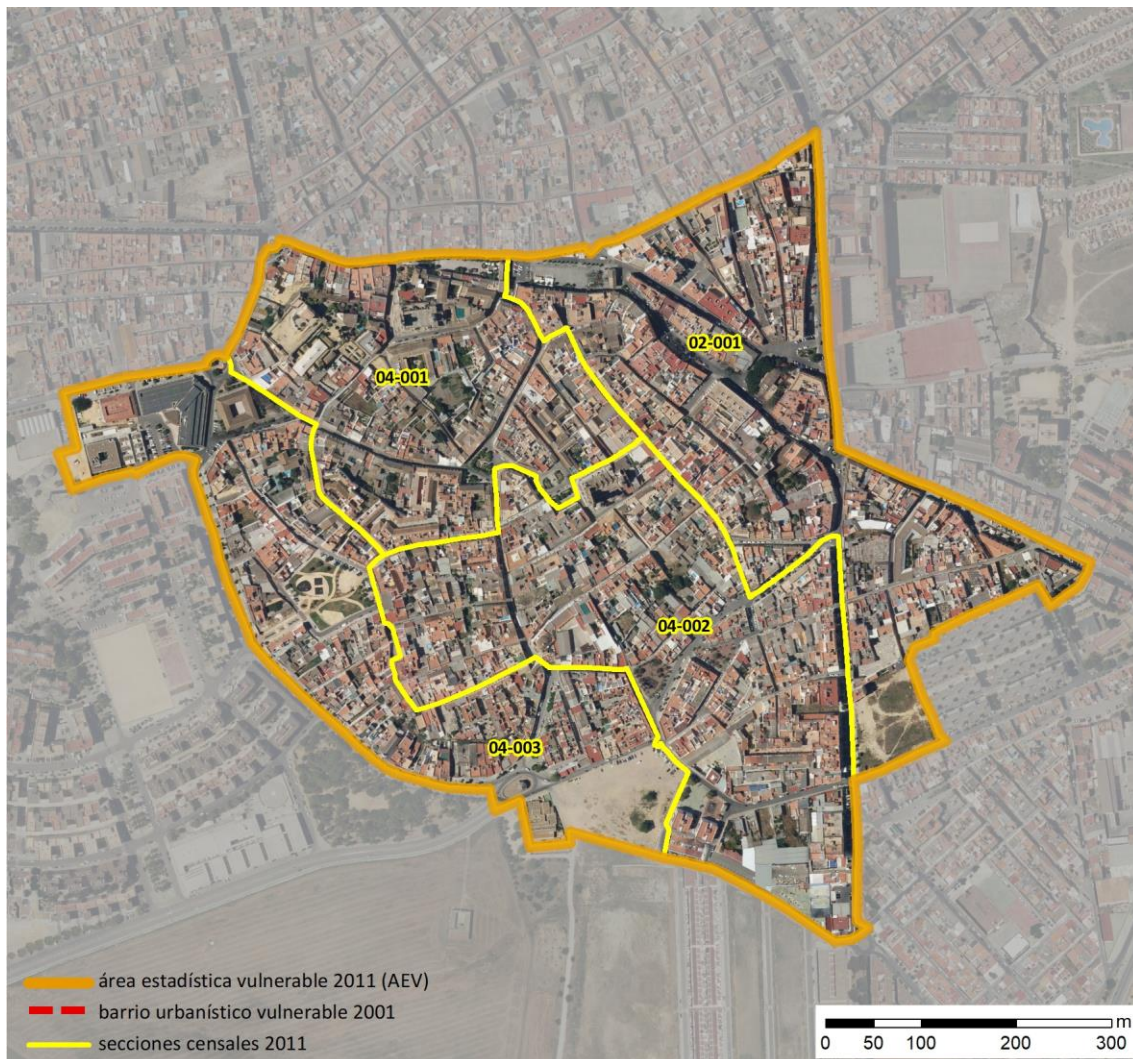 02-001
04-001
04-002
04-003
área estadística vulnerable 2011 (AEV)
barrio urbanístico vulnerable 2001
secciones censales 2011
m
0 50 100 200 300